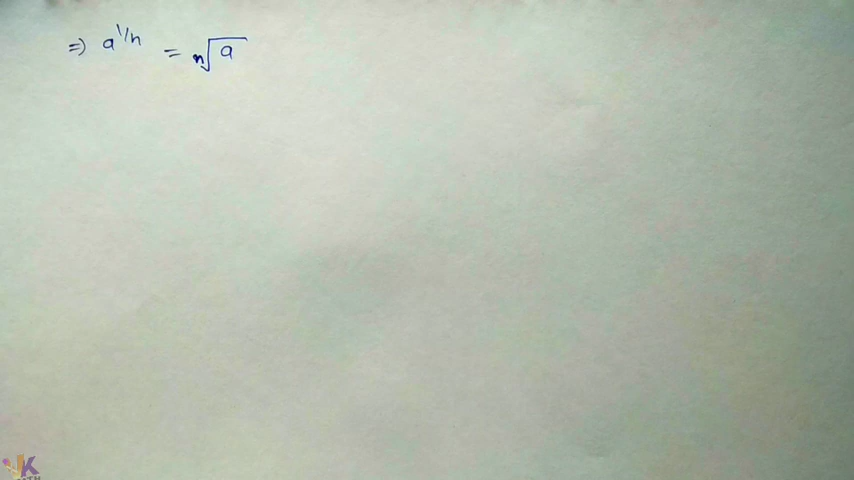 ⇒ a^1/n = ⁿ√a